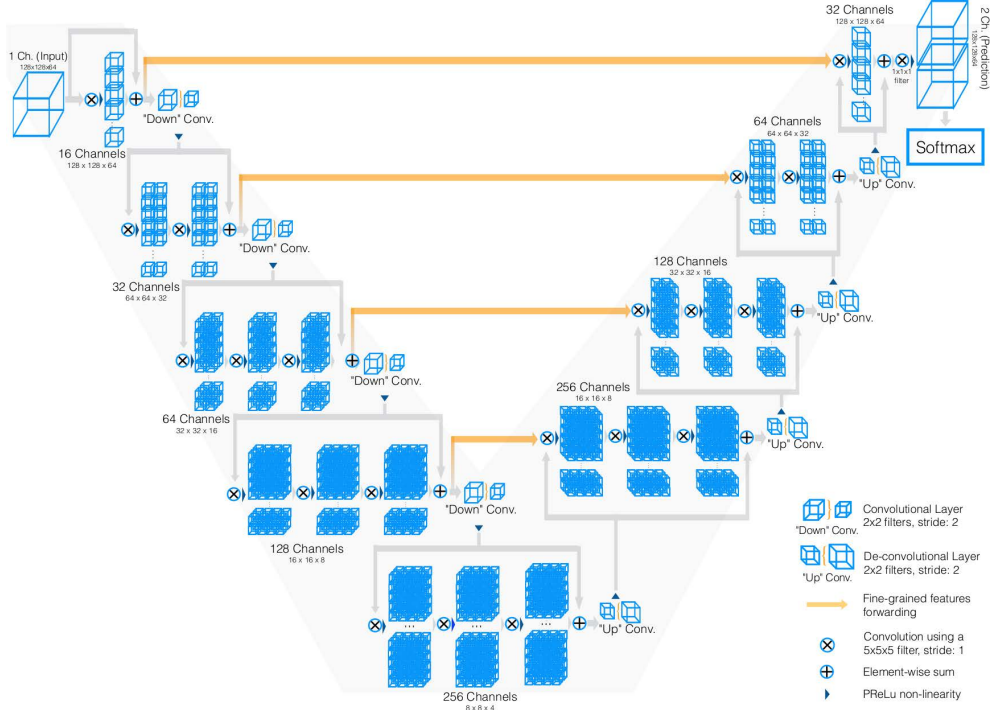 1 Ch. (Input)
128x128x64
16 Channels
128 x 128 x 64
"Down" Conv.
32 Channels
64 x 64 x 32
"Down" Conv.
64 Channels
32 x 32 x 16
"Down" Conv.
128 Channels
16 x 16 x 8
"Down" Conv.
256 Channels
8 x 8 x 4
"Up" Conv.
256 Channels
16 x 16 x 8
"Up" Conv.
128 Channels
32 x 32 x 16
"Up" Conv.
64 Channels
64 x 64 x 32
"Up" Conv.
32 Channels
128 x 128 x 64
1x1x1
filter
2 Ch. (Prediction)
128x128x64
Softmax
"Down" Conv.
Convolutional Layer
2x2 filters, stride: 2
"Up" Conv.
De-convolutional Layer
2x2 filters, stride: 2
Fine-grained features
forwarding
Convolution using a
5x5x5 filter, stride: 1
Element-wise sum
PReLu non-linearity